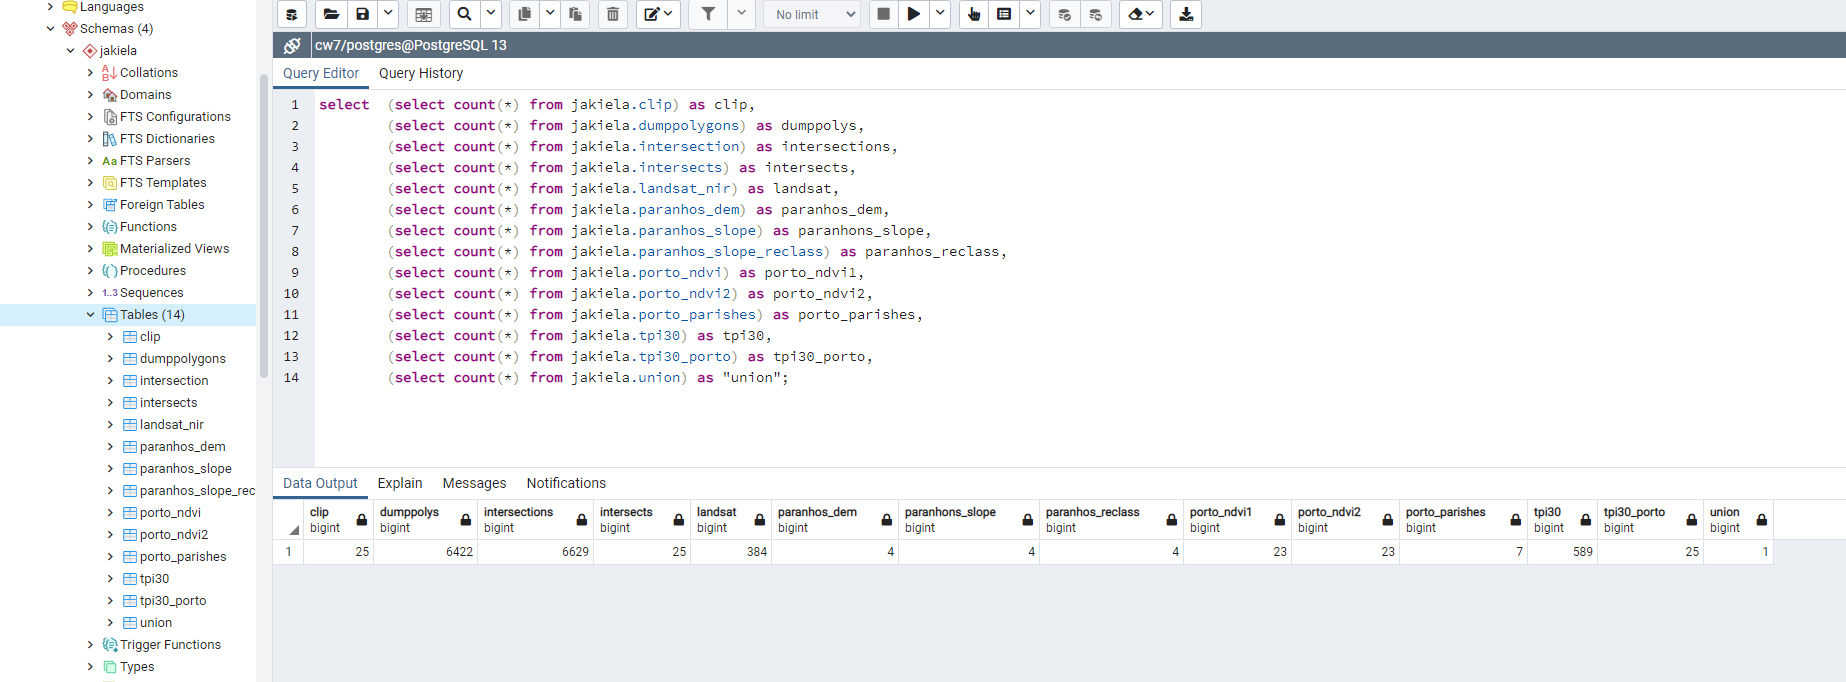 Languages
Schemas (4)
jakiela
Collations
Domains
FTS Configurations
FTS Dictionaries
Aa FTS Parsers
FTS Templates
Foreign Tables
Functions
Materialized Views
Procedures
1..3 Sequences
Tables (14)
clip
dumppolygons
intersection
intersects
landsat_nir
paranhos_dem
paranhos_slope
paranhos_slope_rec
porto_ndvi
porto_ndvi2
porto_parishes
tpi30
tpi30_porto
union
Trigger Functions
Types
No limit
cw7/postgres@PostgreSQL 13
Query Editor Query History
1 select (select count(*) from jakiela.clip) as clip,
2 (select count(*) from jakiela.dumppolygons) as dumppolys,
3 (select count(*) from jakiela.intersection) as intersections,
4 (select count(*) from jakiela.intersects) as intersects,
5 (select count(*) from jakiela.landsat_nir) as landsat,
6 (select count(*) from jakiela.paranhos_dem) as paranhos_dem,
7 (select count(*) from jakiela.paranhos_slope) as paranhons_slope,
8 (select count(*) from jakiela.paranhos_slope_reclass) as paranhos_reclass,
9 (select count(*) from jakiela.porto_ndvi) as porto_ndvi1,
10 (select count(*) from jakiela.porto_ndvi2) as porto_ndvi2,
11 (select count(*) from jakiela.porto_parishes) as porto_parishes,
12 (select count(*) from jakiela.tpi30) as tpi30,
13 (select count(*) from jakiela.tpi30_porto) as tpi30_porto,
14 (select count(*) from jakiela.union) as "union";
Data Output Explain Messages Notifications
clip dumppolys intersections intersects landsat paranhos_dem paranhons_slope paranhos_reclass porto_ndvi1 porto_ndvi2 porto_parishes tpi30 tpi30_porto union
bigint bigint bigint bigint bigint bigint bigint bigint bigint bigint bigint bigint bigint bigint
1 25 6422 6629 25 384 4 4 4 23 23 7 589 25 1